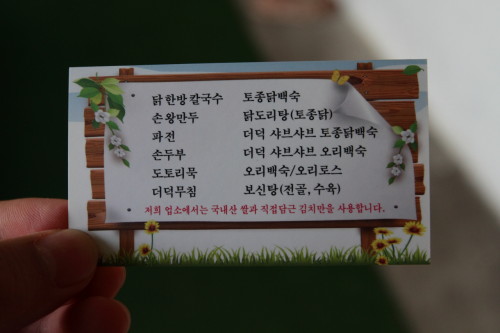 닭 한방 칼국수 토종닭백숙
손 왕만두 닭도리탕(토종닭)
파전 더덕 샤브샤브 토종닭백숙
손두부 더덕 샤브샤브 오리백숙
도토리묵 오리백숙/오리로스
더덕무침 보신탕(전골, 수육)
저희 업소에서는 국내산 쌀과 직접담근 김치만을 사용합니다.